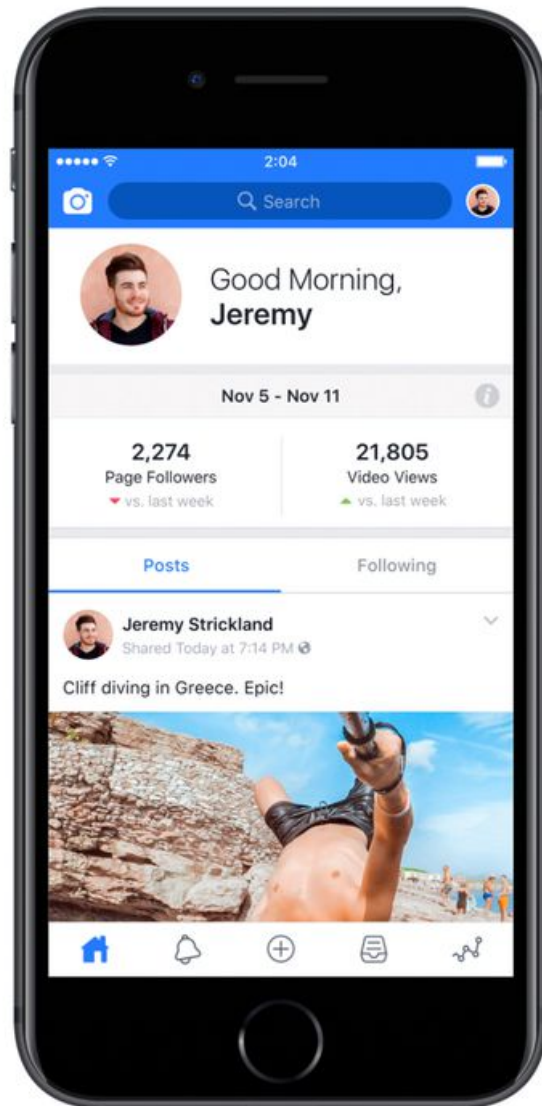 2:04
Search
Good Morning,
Jeremy
Nov 5 - Nov 11
2,274
Page Followers
vs. last week
21,805
Video Views
vs. last week
Posts
Following
Jeremy Strickland
Shared Today at 7:14 PM
Cliff diving in Greece. Epic!